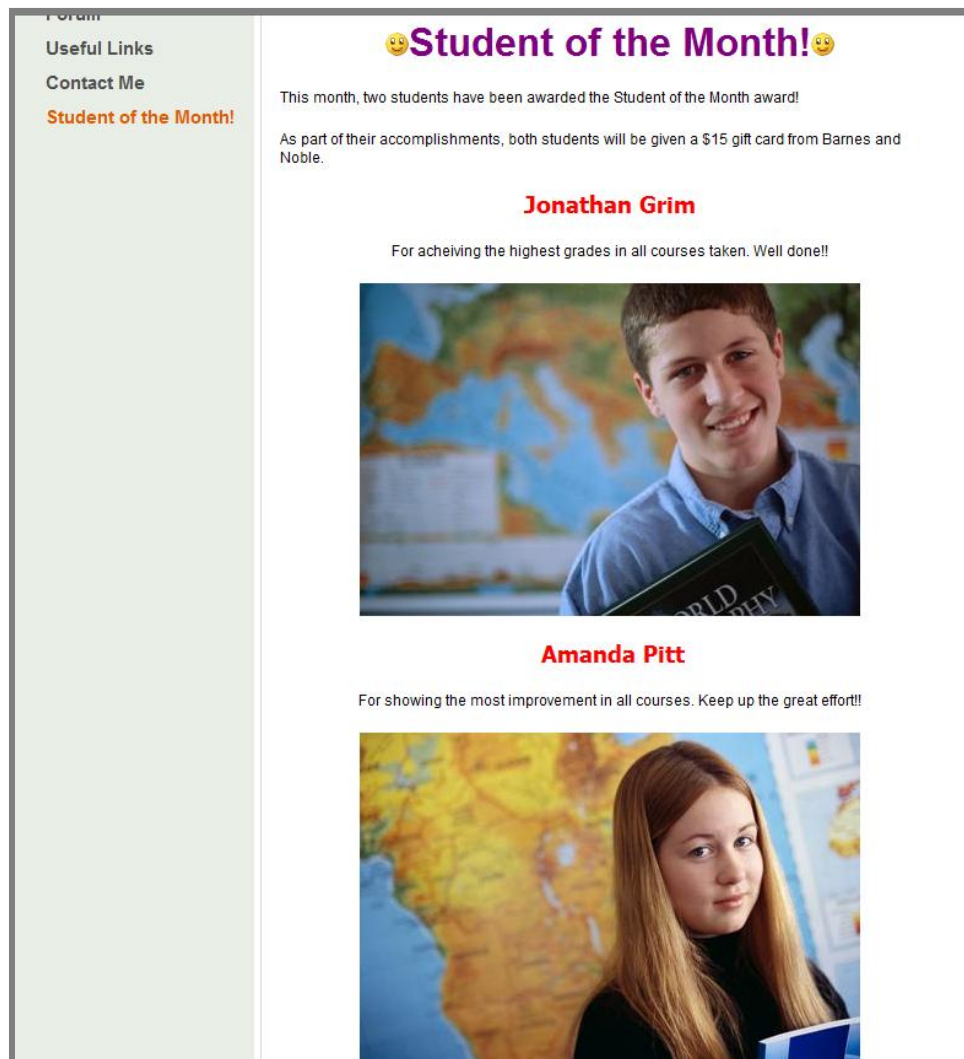 Forum
Useful Links
Contact Me
Student of the Month!
Student of the Month!
This month, two students have been awarded the Student of the Month award!
As part of their accomplishments, both students will be given a $15 gift card from Barnes and
Noble.
Jonathan Grim
For acheiving the highest grades in all courses taken. Well done!!
ORLD
PHY
Amanda Pitt
For showing the most improvement in all courses. Keep up the great effort!!